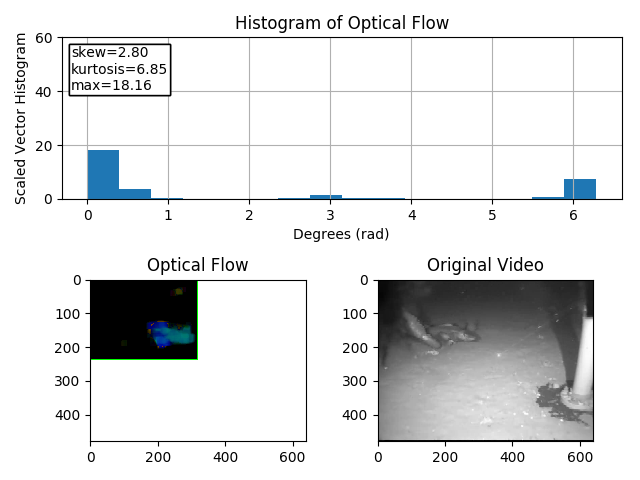 Histogram of Optical Flow
Scaled Vector Histogram
60
40
20
0
skew=2.80
kurtosis=6.85
max=18.16
0 1 2 3 4 5 6
Degrees (rad)
Optical Flow
0
100
200
300
400
0 200 400 600
Original Video
0
100
200
300
400
0 200 400 600